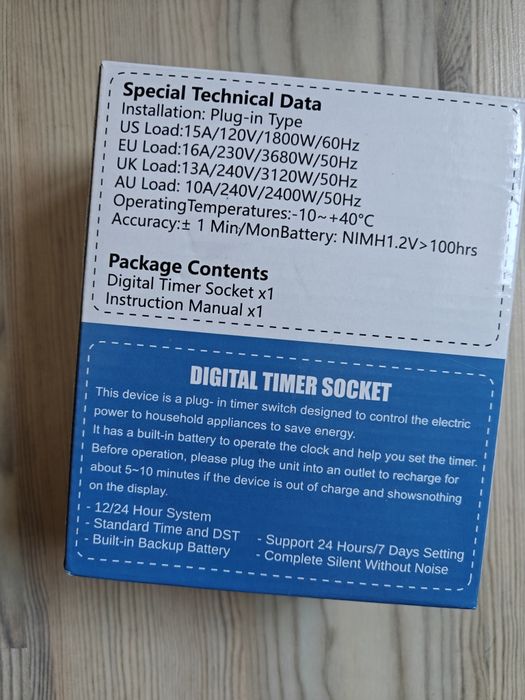 Special Technical Data
Installation: Plug-in Type
US Load:15A/120V/1800W/60Hz
EU Load:16A/230V/3680W/50Hz
UK Load:13A/240V/3120W/50Hz
AU Load: 10A/240V/2400W/50Hz
OperatingTemperatures:-10~+40°C
Accuracy:± 1 Min/MonBattery: NIMH1.2V>100hrs
Package Contents
Digital Timer Socket x1
Instruction Manual x1
DIGITAL TIMER SOCKET
This device is a plug- in timer switch designed to control the electric
power to household appliances to save energy.
It has a built-in battery to operate the clock and help you set the timer.
Before operation, please plug the unit into an outlet to recharge for
about 5~10 minutes if the device is out of charge and showsnothing
on the display.
- 12/24 Hour System
- Standard Time and DST
- Built-in Backup Battery
- Support 24 Hours/7 Days Setting
- Complete Silent Without Noise